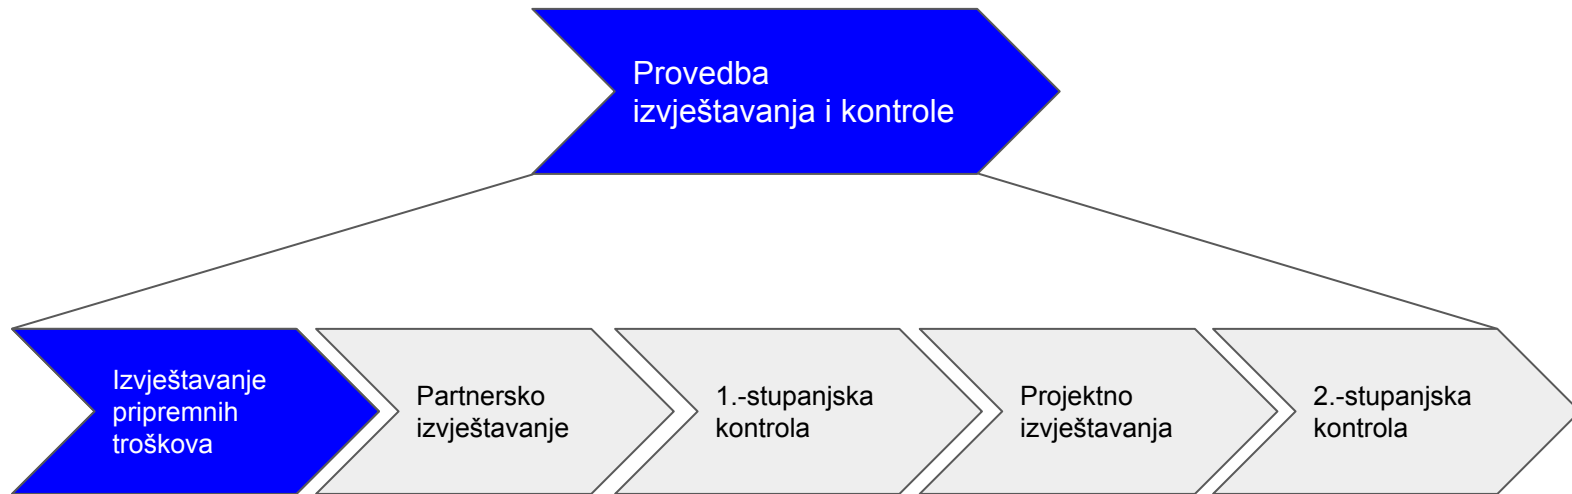 Provedba
izvještavanja i kontrole
Izvještavanje
pripremnih
troškova
Partnersko
izvještavanje
1.-stupanjska
kontrola
Projektno
izvještavanja
2.-stupanjska
kontrola